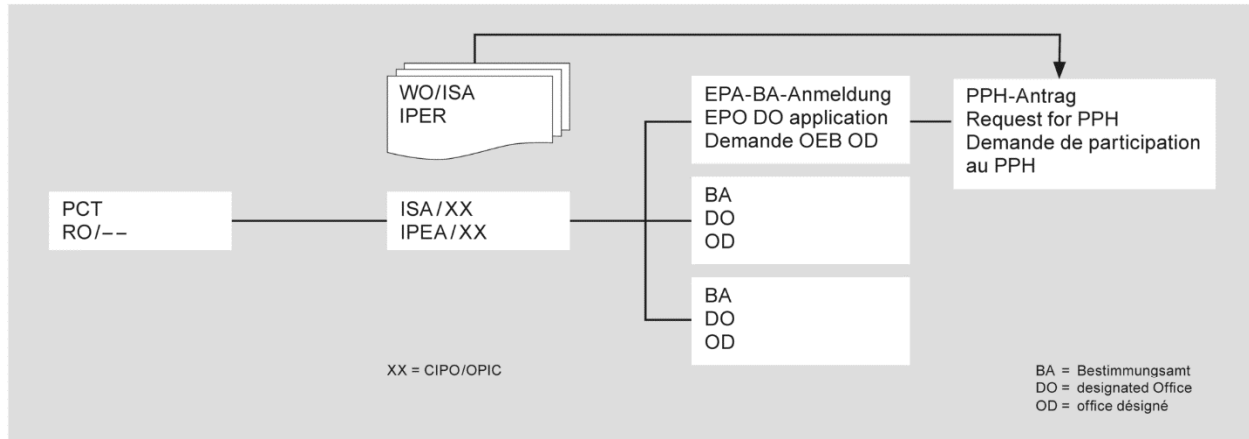 WO/ISA
IPER
EPA-BA-Anmeldung
EPO DO application
Demande OEB OD
PPH-Antrag
Request for PPH
Demande de participation
au PPH
PCT
RO/––
ISA/XX
IPEA/XX
BA
DO
OD
BA
DO
OD
XX = CIPO/OPIC
BA = Bestimmungsamt
DO = designated Office
OD = office désigné